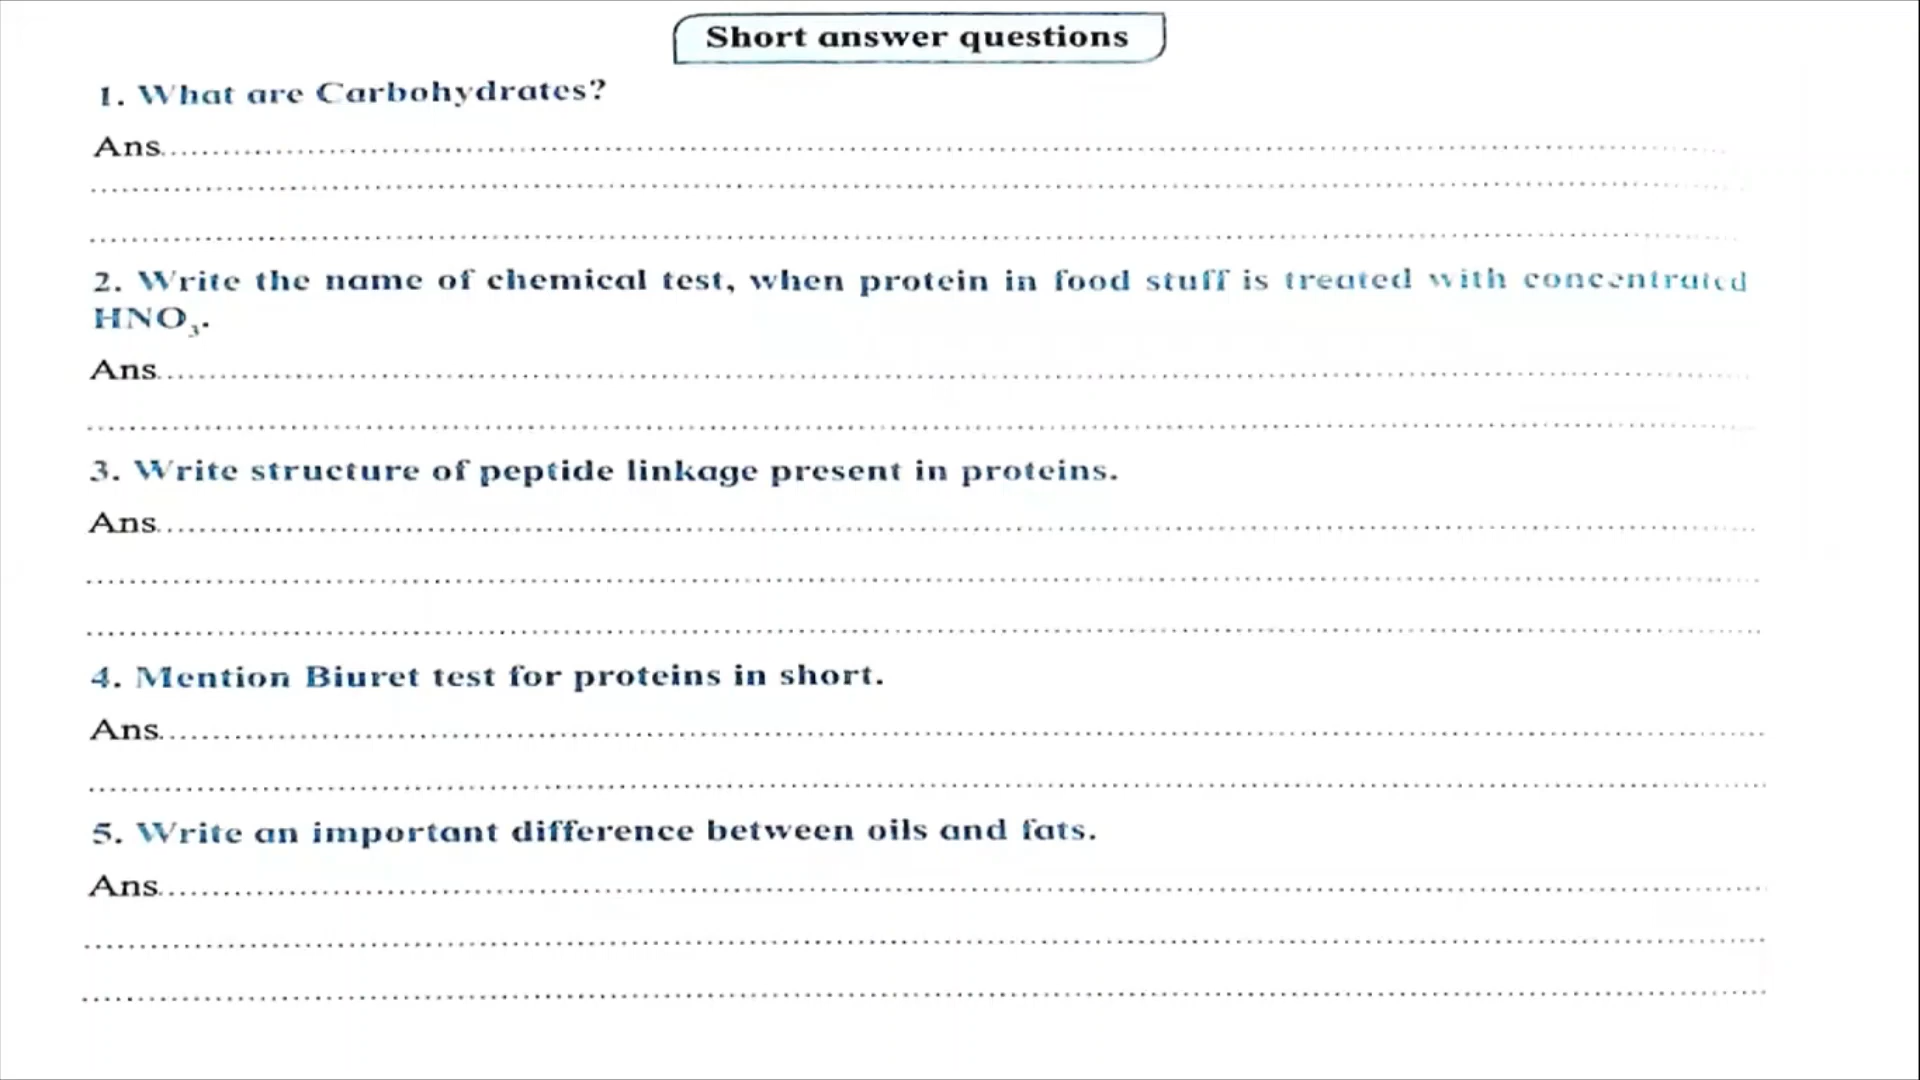 Short answer questions
1. What are Carbohydrates?
Ans.....................................................................
.....................................................................
.....................................................................
2. Write the name of chemical test, when protein in food stuff is treated with concentrated
HNO₃.
Ans.....................................................................
.....................................................................
3. Write structure of peptide linkage present in proteins.
Ans.....................................................................
.....................................................................
.....................................................................
4. Mention Biuret test for proteins in short.
Ans.....................................................................
.....................................................................
5. Write an important difference between oils and fats.
Ans.....................................................................
.....................................................................
.....................................................................